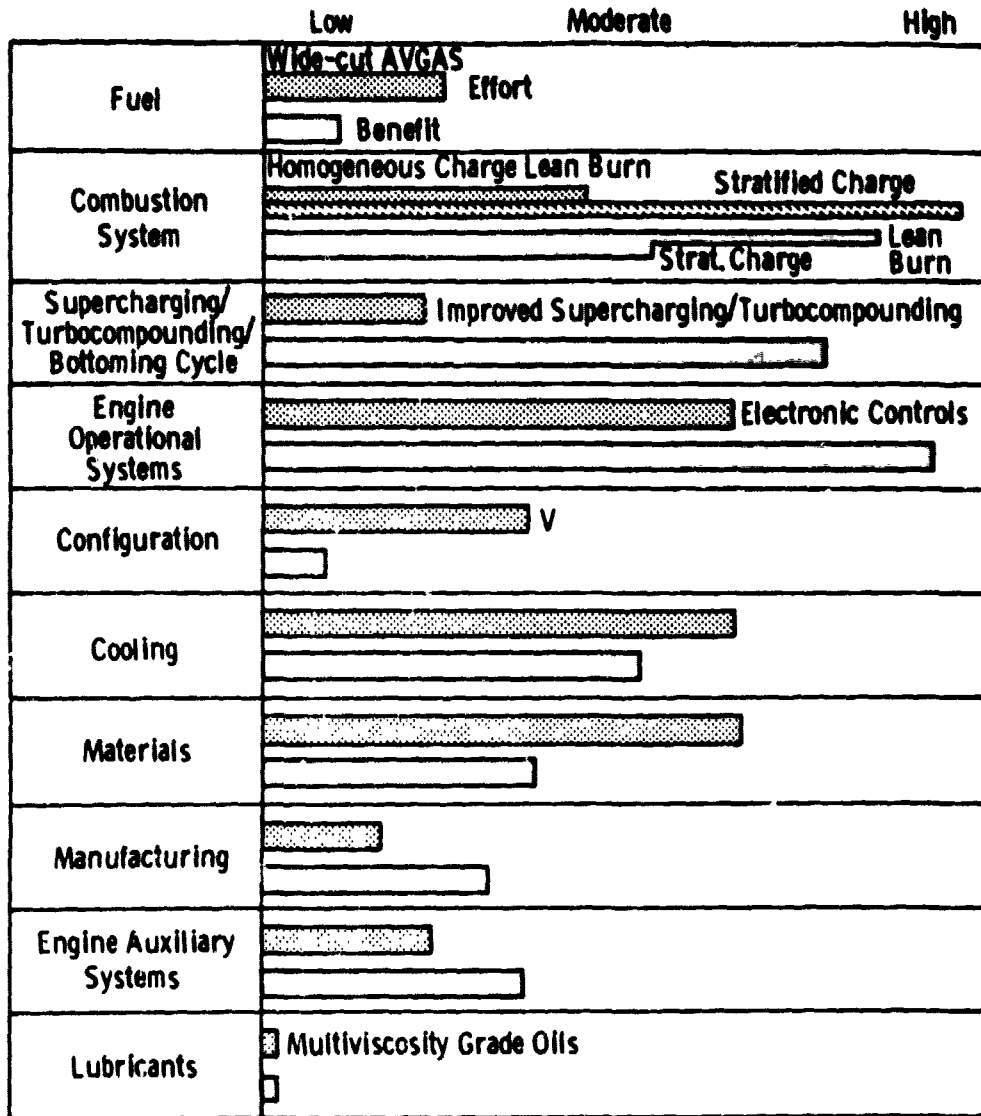 Low Moderate High
Wide-cut AVGAS
Fuel
Effort
Benefit
Homogeneous Charge Lean Burn
Stratified Charge
Combustion
System
Lean
Burn
Strat. Charge
Supercharging/
Turbocompounding/
Bottoming Cycle
Improved Supercharging/Turbocompounding
Engine
Operational
Systems
Electronic Controls
Configuration
V
Cooling
Materials
Manufacturing
Engine Auxiliary
Systems
Lubricants
Multiviscosity Grade Oils